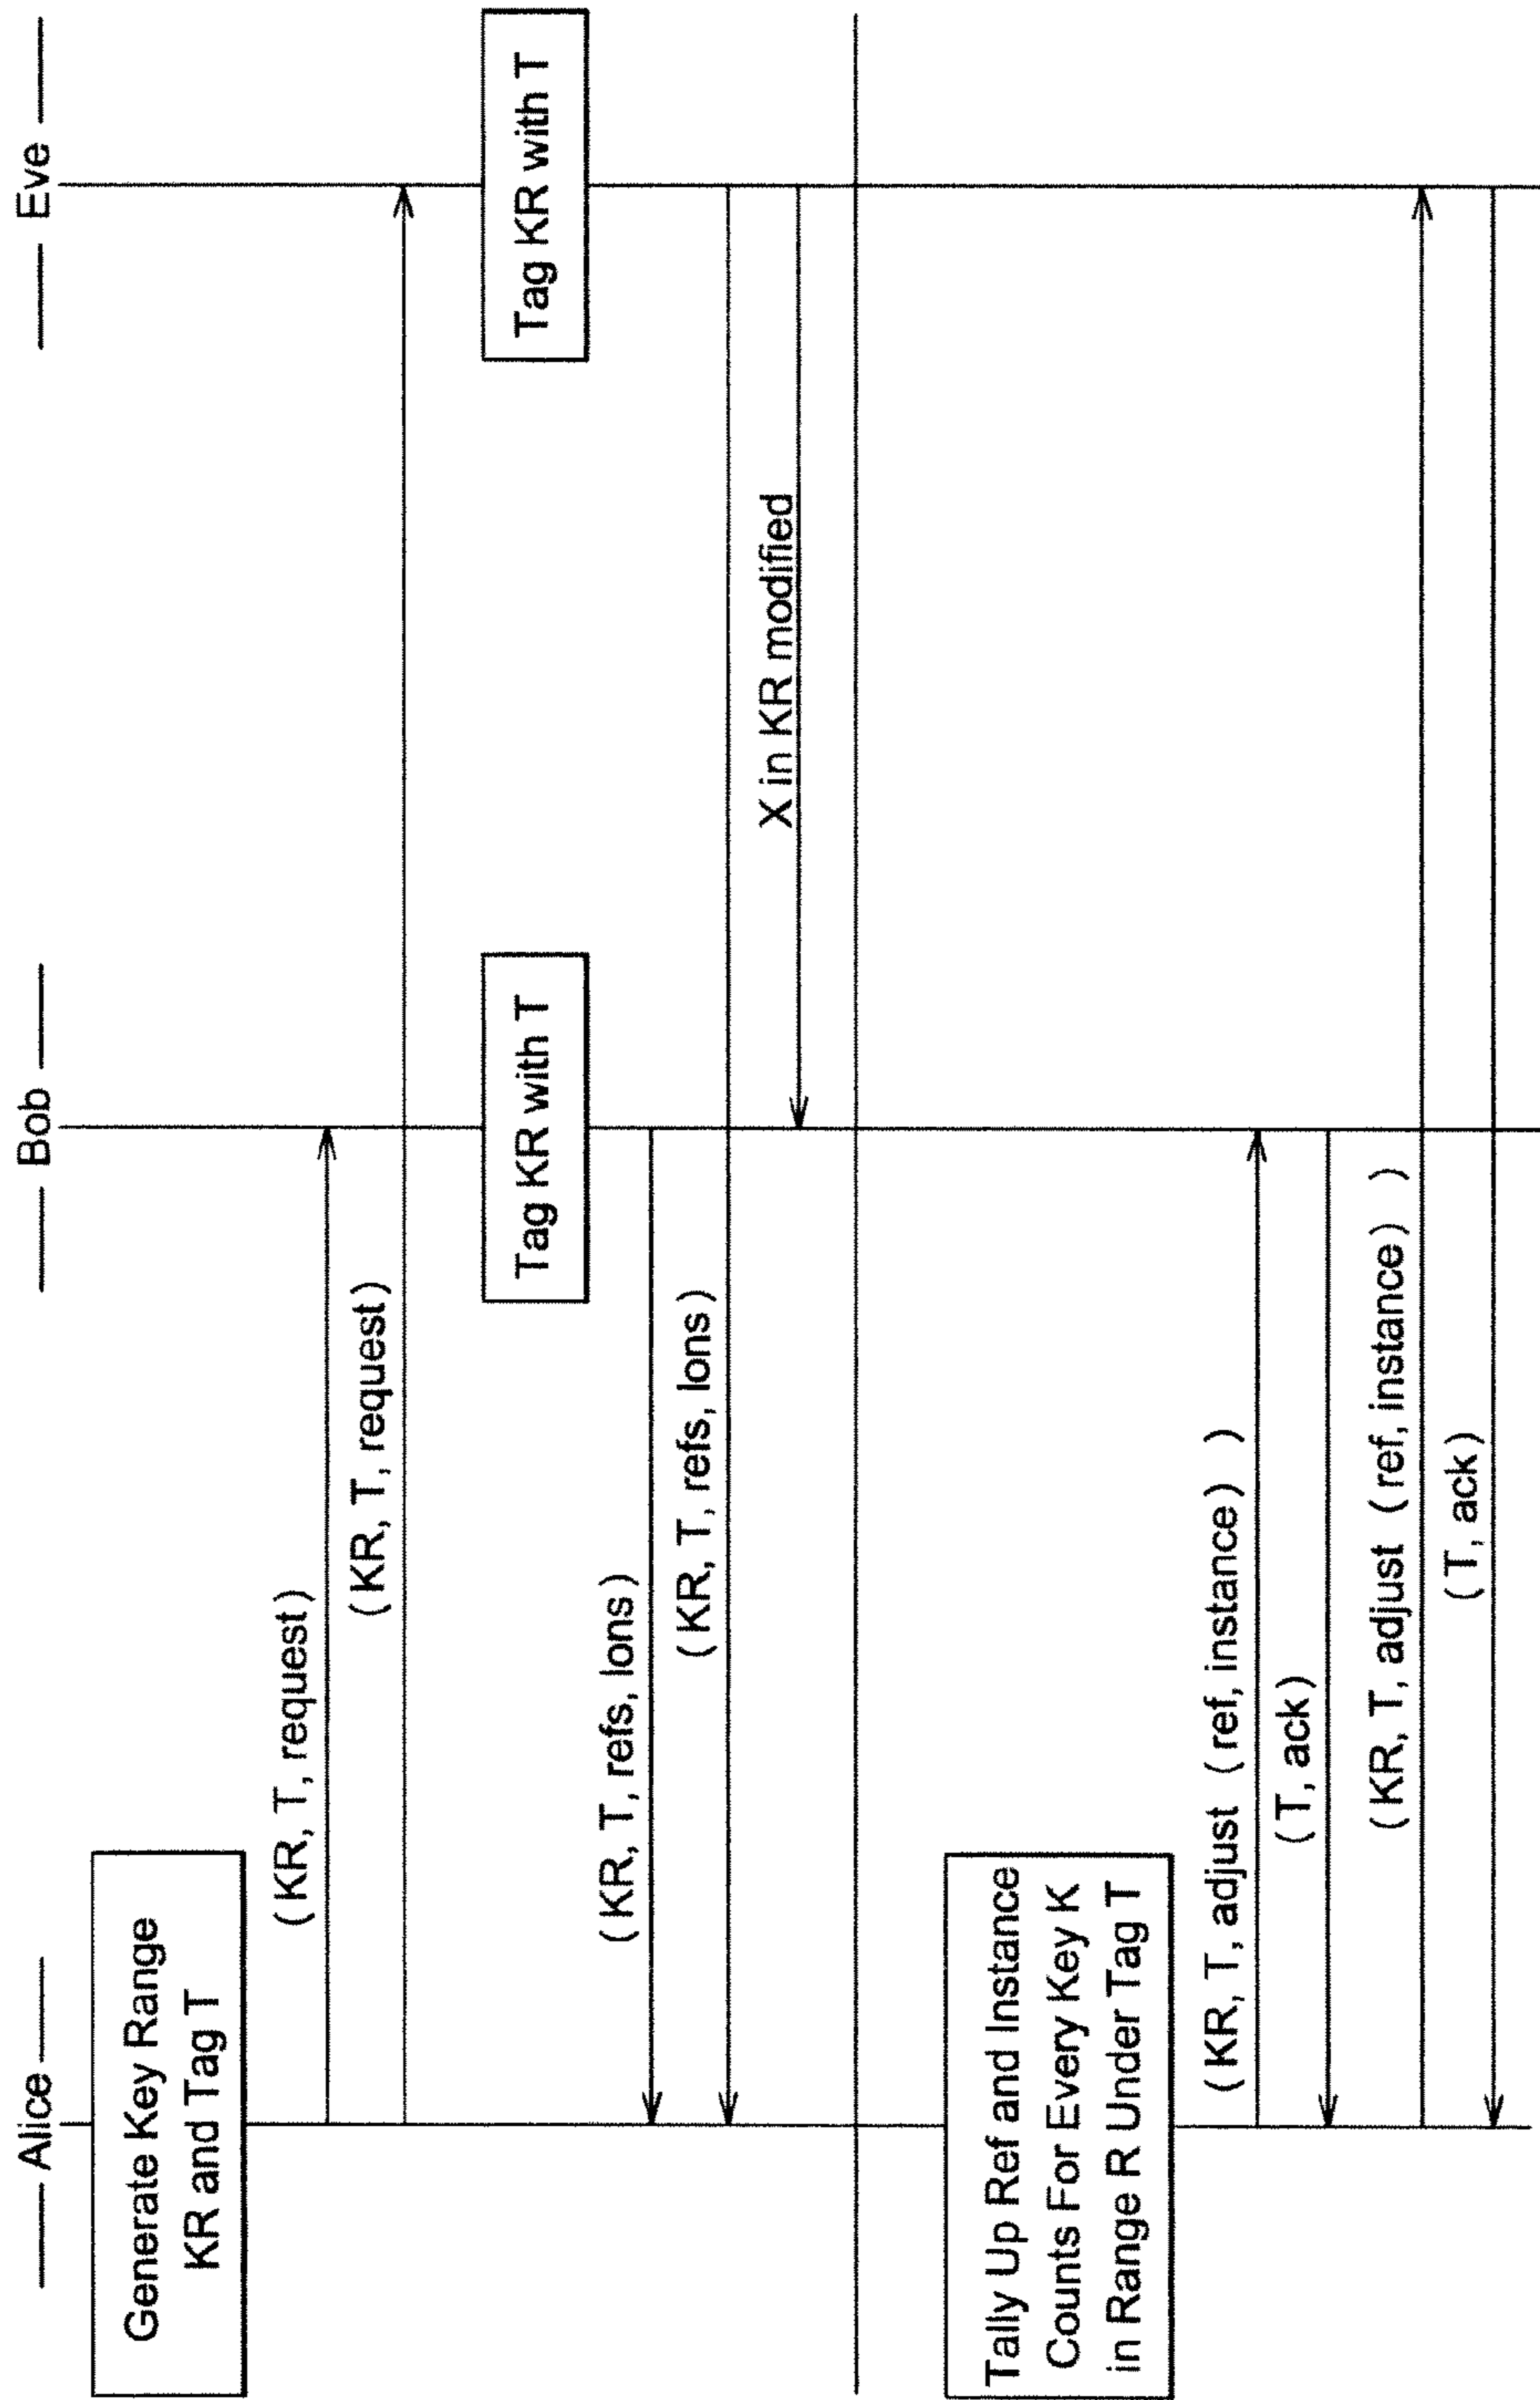 Alice
Bob
Eve
Generate Key Range
KR and Tag T
( KR, T, request)
( KR, T, request)
Tag KR with T
Tag KR with T
( KR, T, refs, lons)
( KR, T, refs, lons)
X in KR modified
Tally Up Ref and Instance
Counts For Every Key K
in Range R Under Tag T
( KR, T, adjust ( ref, instance) )
( T, ack)
( KR, T, adjust ( ref, instance) )
( T, ack)